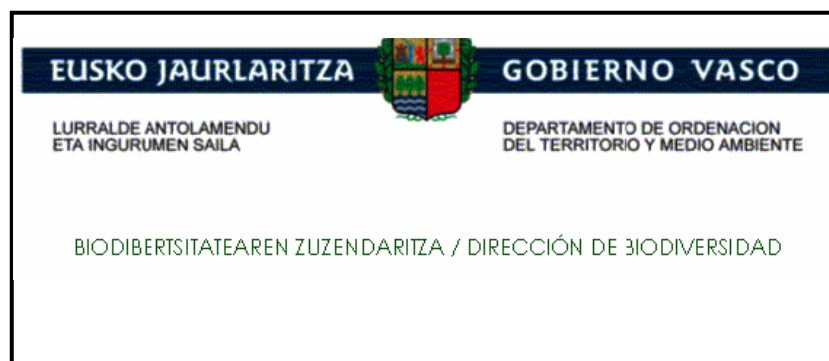 EUSKO JAURLARITZA GOBIERNO VASCO
LURRALDE ANTOLAMENDU
ETA INGURUMEN SAILA
DEPARTAMENTO DE ORDENACION
DEL TERRITORIO Y MEDIO AMBIENTE
BIODIBERTSITATEAREN ZUZENDARITZA / DIRECCIÓN DE BIODIVERSIDAD